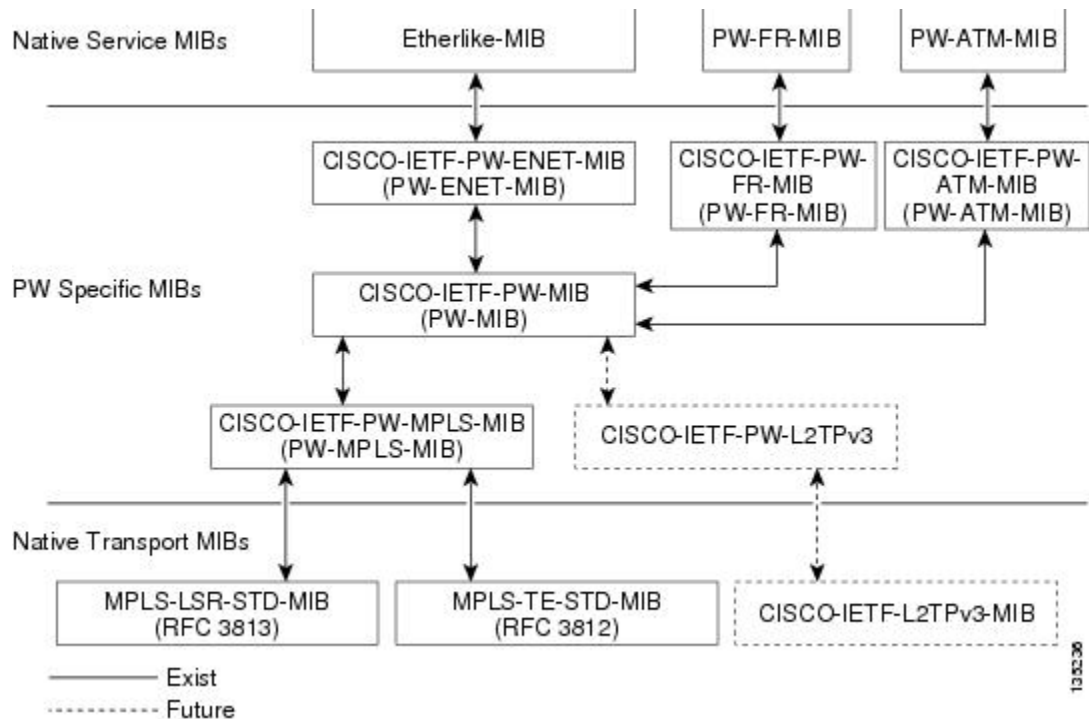 Native Service MIBs
Etherlike-MIB
PW-FR-MIB
PW-ATM-MIB
CISCO-IETF-PW-ENET-MIB
(PW-ENET-MIB)
CISCO-IETF-PW-
FR-MIB
(PW-FR-MIB)
CISCO-IETF-PW-
ATM-MIB
(PW-ATM-MIB)
PW Specific MIBs
CISCO-IETF-PW-MIB
(PW-MIB)
CISCO-IETF-PW-MPLS-MIB
(PW-MPLS-MIB)
CISCO-IETF-PW-L2TPv3
Native Transport MIBs
MPLS-LSR-STD-MIB
(RFC 3813)
MPLS-TE-STD-MIB
(RFC 3812)
CISCO-IETF-L2TPv3-MIB
Exist
Future
135236